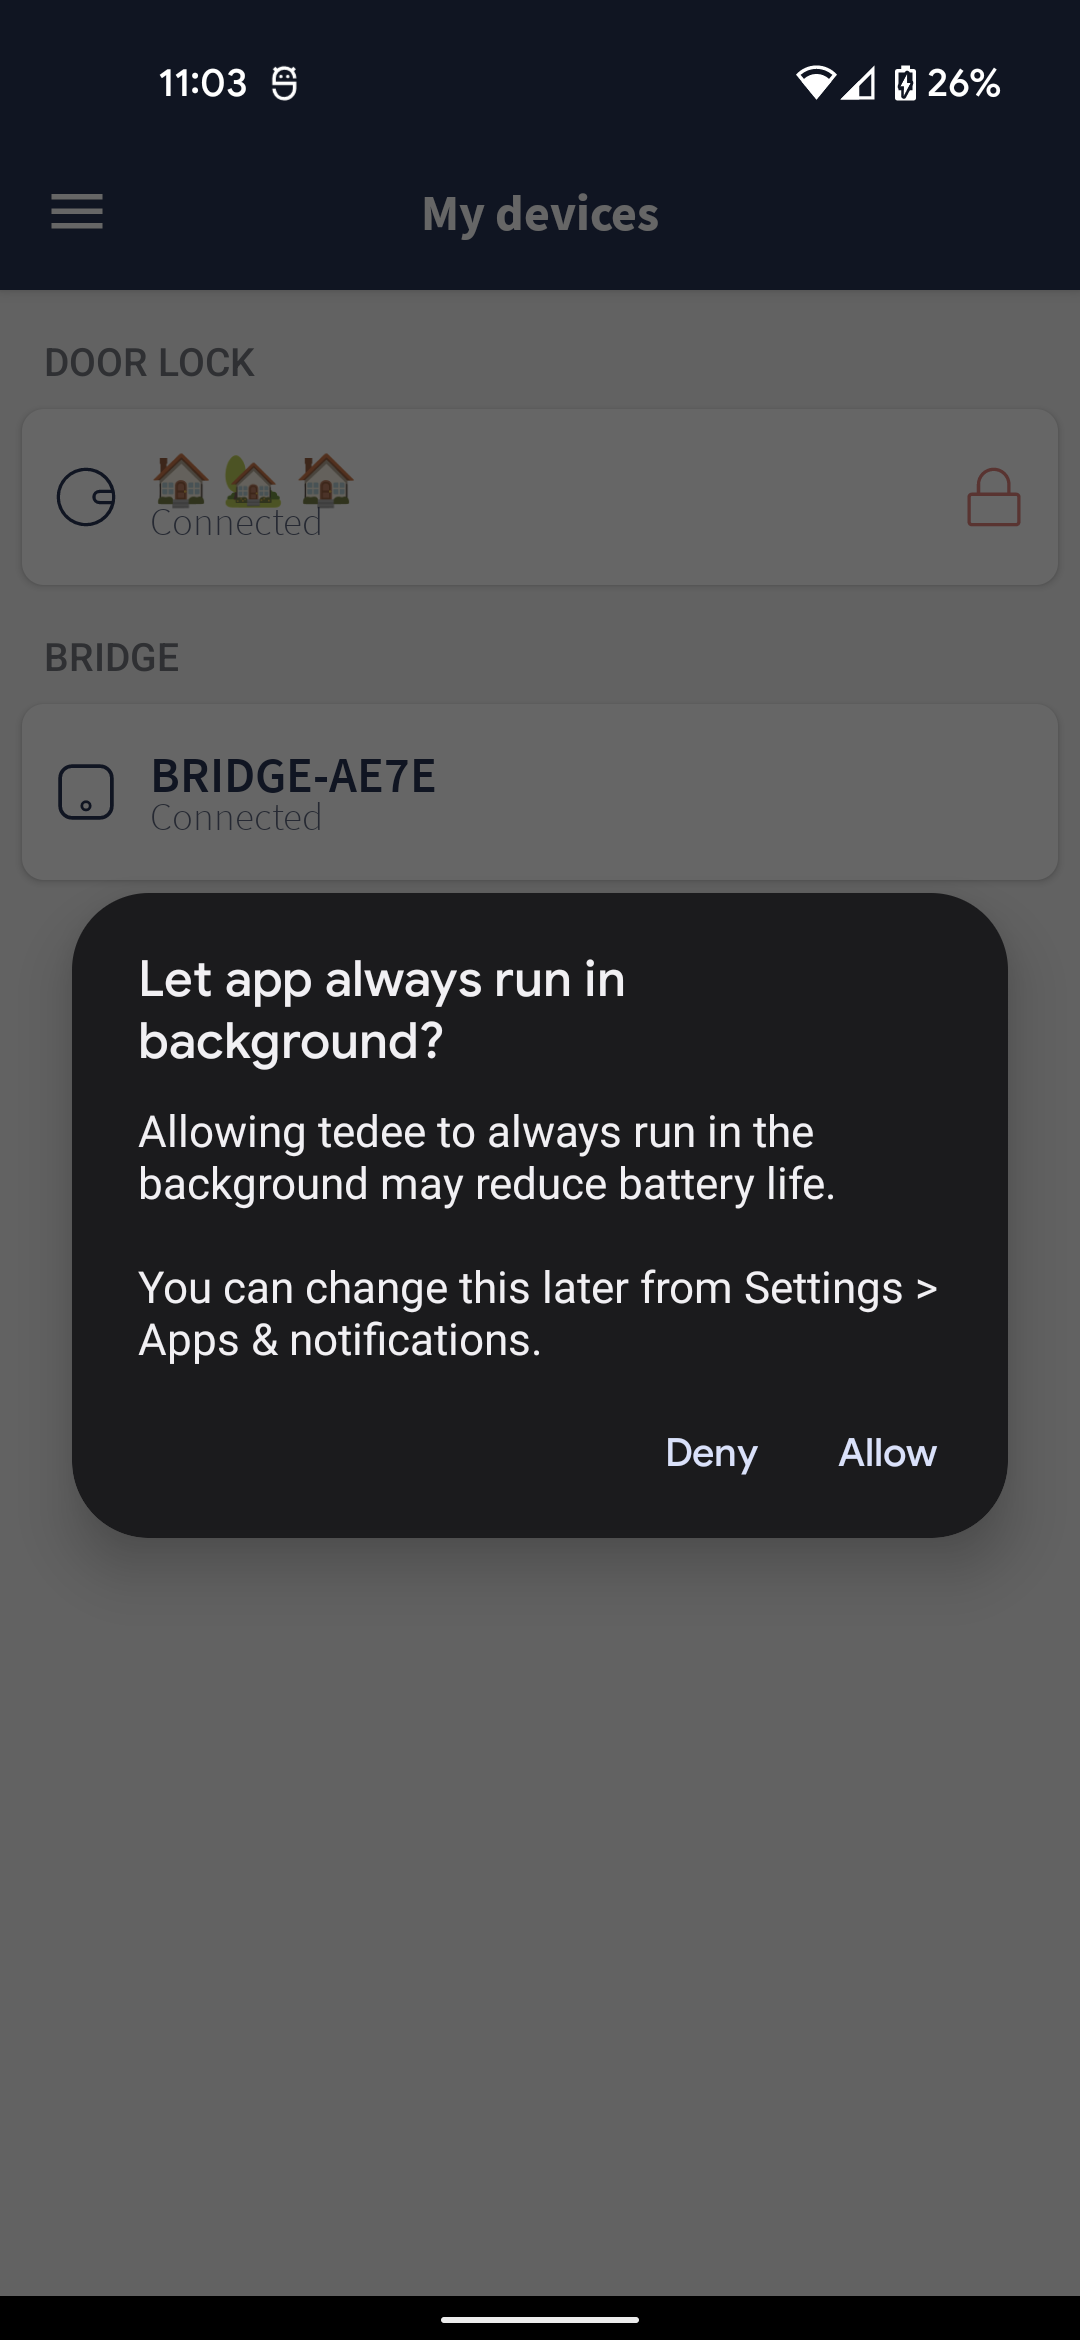 11:03
26%
My devices
DOOR LOCK
🏠🏡🏠
Connected
BRIDGE
BRIDGE-AE7E
Connected
Let app always run in
background?
Allowing tedee to always run in the
background may reduce battery life.
You can change this later from Settings >
Apps & notifications.
Deny
Allow